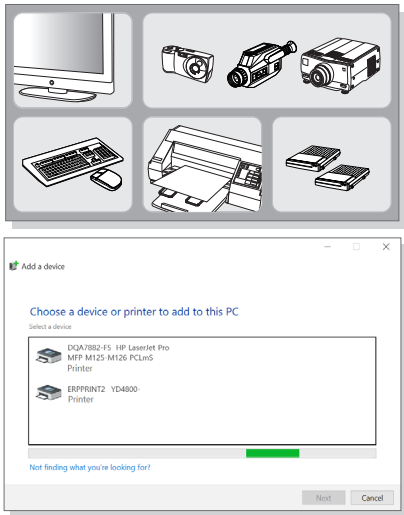 Add a device
Choose a device or printer to add to this PC
Select a device
DQA7882-F5 HP LaserJet Pro
MFP M125-M126 PCLmS
Printer
ERPPRINT2 YD4800-
Printer
Not finding what you're looking for?
Next Cancel